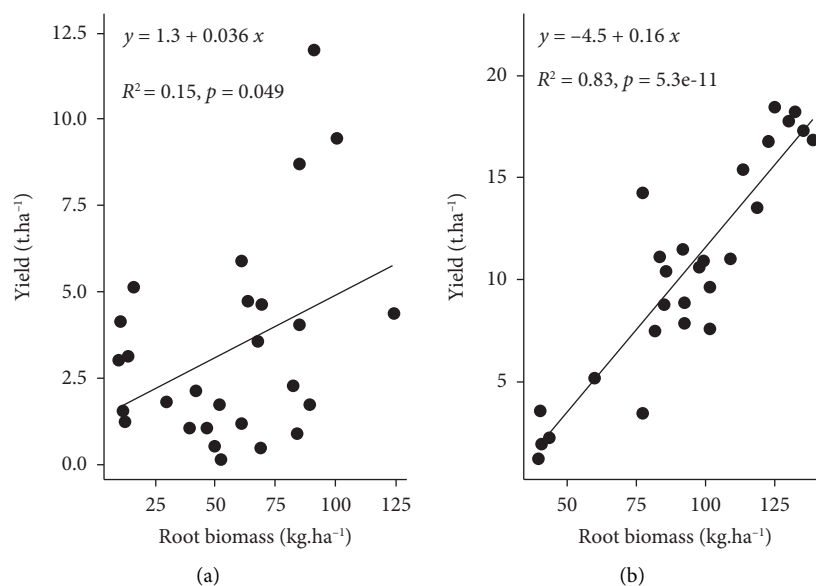 y = 1.3 + 0.036 x
R² = 0.15, p = 0.049
12.5
10.0
7.5
5.0
2.5
0.0
Yield (t.ha⁻¹)
25 50 75 100 125
Root biomass (kg.ha⁻¹)
(a)
y = –4.5 + 0.16 x
R² = 0.83, p = 5.3e-11
20
15
10
5
Yield (t.ha⁻¹)
50 75 100 125
Root biomass (kg.ha⁻¹)
(b)